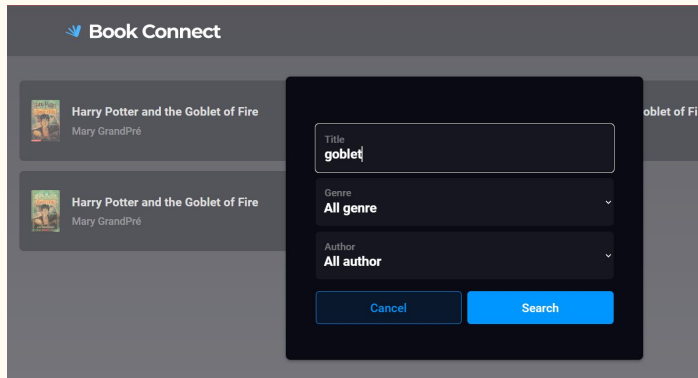 Book Connect
Harry Potter and the Goblet of Fire
Mary GrandPré
oblet of Fi
Title
goblet
Harry Potter and the Goblet of Fire
Mary GrandPré
Genre
All genre
Author
All author
Cancel
Search